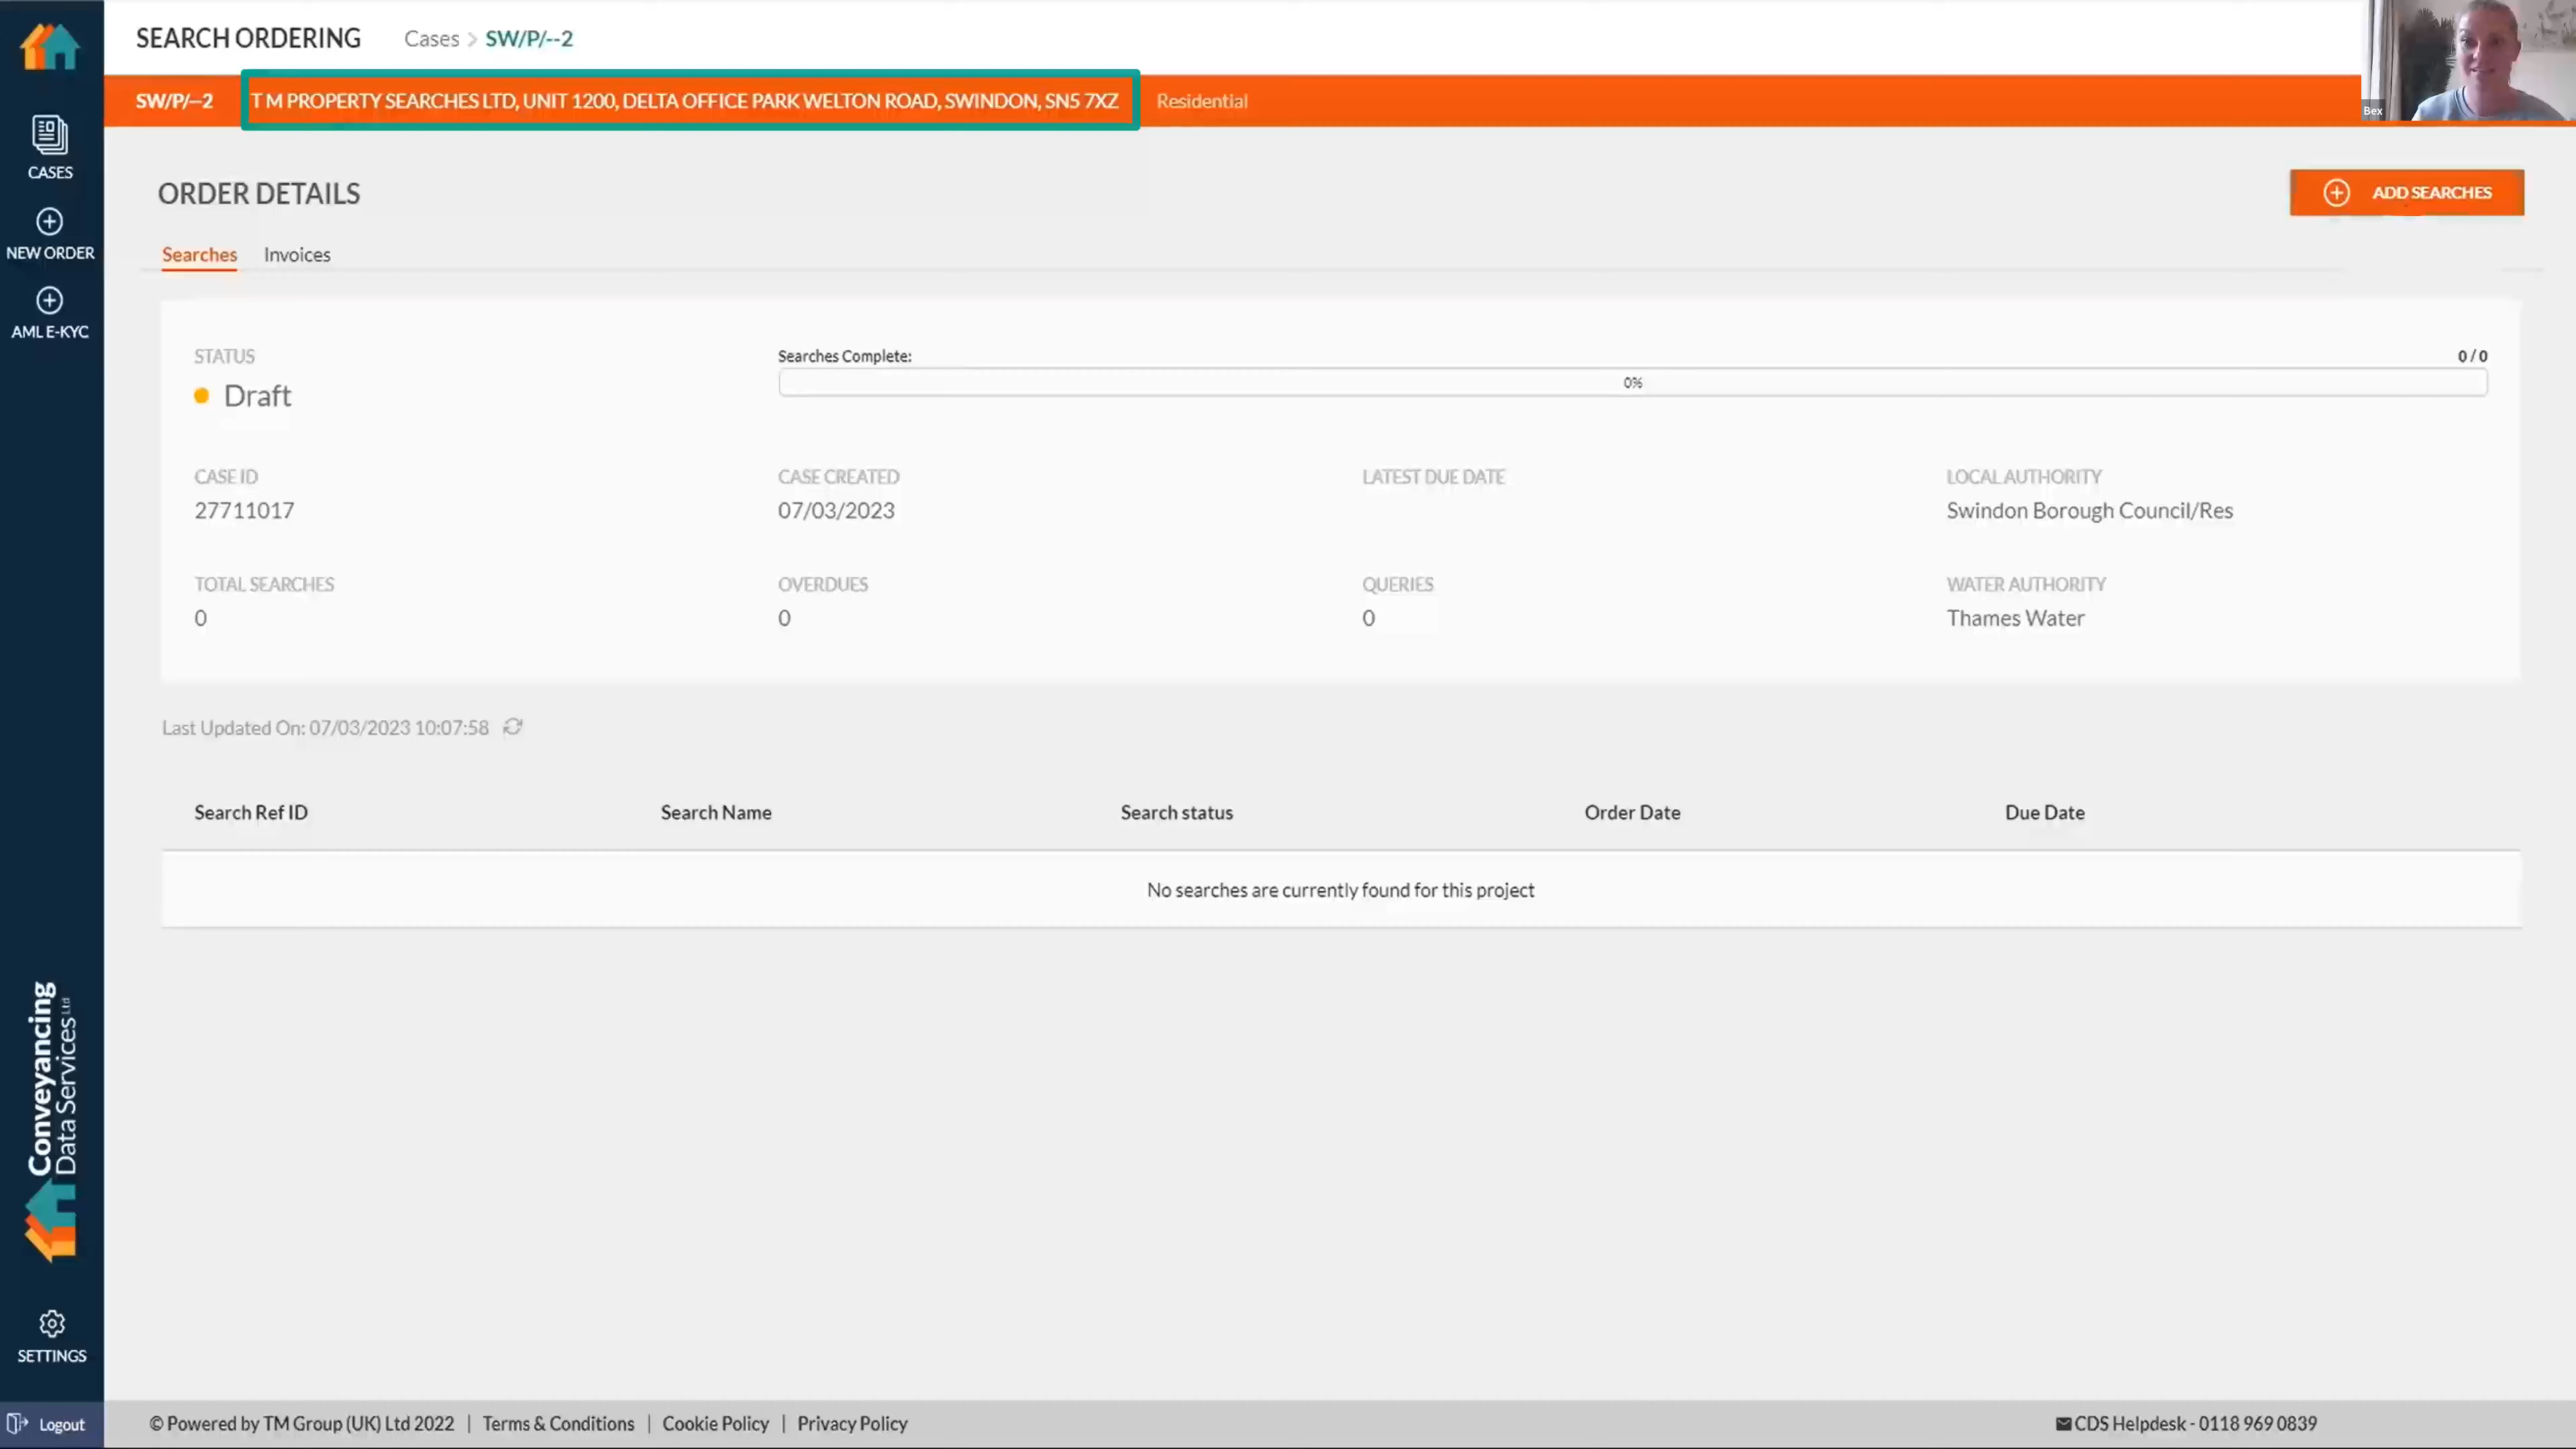 SEARCH ORDERING Cases > SW/P/--2
SW/P/--2 T M PROPERTY SEARCHES LTD, UNIT 1200, DELTA OFFICE PARK WELTON ROAD, SWINDON, SN5 7XZ Residential
Bex
CASES
NEW ORDER
AML E-KYC
ORDER DETAILS
ADD SEARCHES
Searches Invoices
STATUS
Draft
Searches Complete: 0 / 0
0%
CASE ID CASE CREATED LATEST DUE DATE LOCAL AUTHORITY
27711017 07/03/2023 Swindon Borough Council/Res
TOTAL SEARCHES OVERDUES QUERIES WATER AUTHORITY
0 0 0 Thames Water
Last Updated On: 07/03/2023 10:07:58
Search Ref ID Search Name Search status Order Date Due Date
No searches are currently found for this project
Conveyancing
Data Services Ltd
SETTINGS
Logout
© Powered by TM Group (UK) Ltd 2022 | Terms & Conditions | Cookie Policy | Privacy Policy CDS Helpdesk - 0118 969 0839